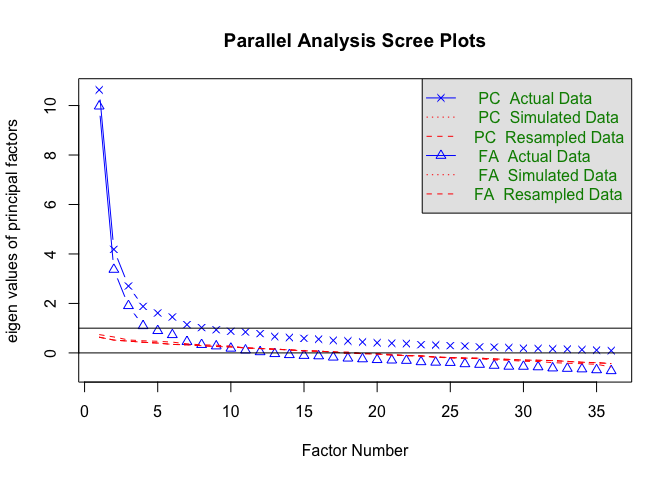 Parallel Analysis Scree Plots
eigen values of principal factors
10
8
6
4
2
0
PC Actual Data
PC Simulated Data
PC Resampled Data
FA Actual Data
FA Simulated Data
FA Resampled Data
0 5 10 15 20 25 30 35
Factor Number